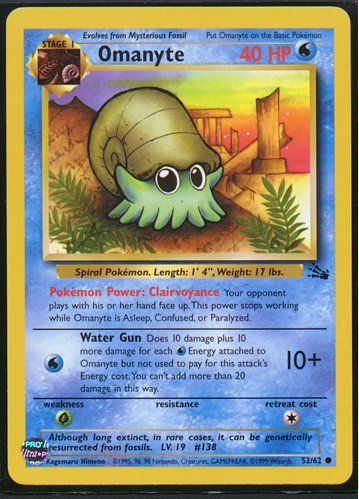 Evolves from Mysterious Fossil Put Omanyte on the Basic Pokémon
STAGE 1
Omanyte 40 HP
Spiral Pokémon. Length: 1' 4", Weight: 17 lbs.
Pokémon Power: Clairvoyance Your opponent
plays with his or her hand face up. This power stops working
while Omanyte is Asleep, Confused, or Paralyzed.
Water Gun Does 10 damage plus 10
more damage for each Energy attached to
Omanyte but not used to pay for this attack's
Energy cost. You can't add more than 20
damage in this way.
10+
weakness resistance retreat cost
Although long extinct, in rare cases, it can be genetically
resurrected from fossils. LV. 19 #138
PRO
Ultra
Kagemaru Himeno ©1995, 96, 98 Nintendo, Creatures, GAMEFREAK. ©1999 Wizards. 52/62